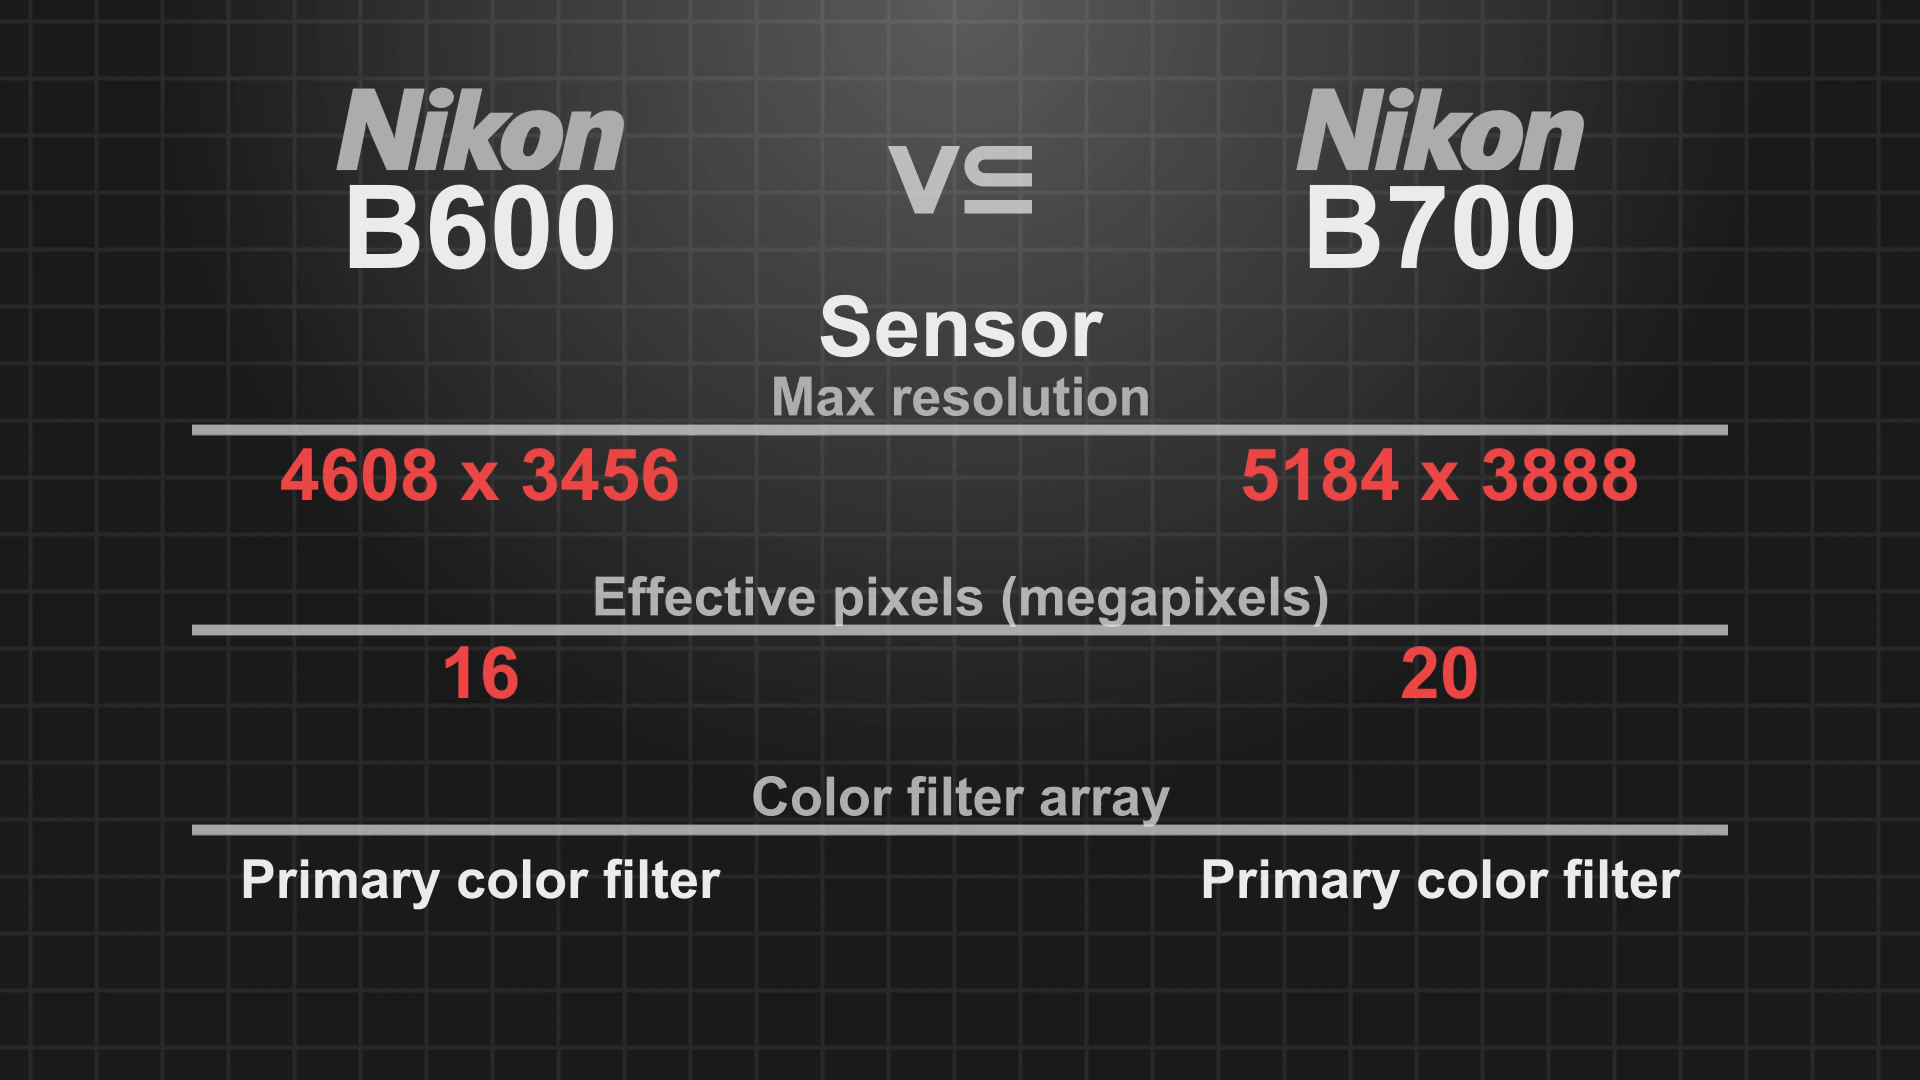 Nikon
B600
VS
Nikon
B700
Sensor
Max resolution
4608 x 3456
5184 x 3888
Effective pixels (megapixels)
16
20
Color filter array
Primary color filter
Primary color filter